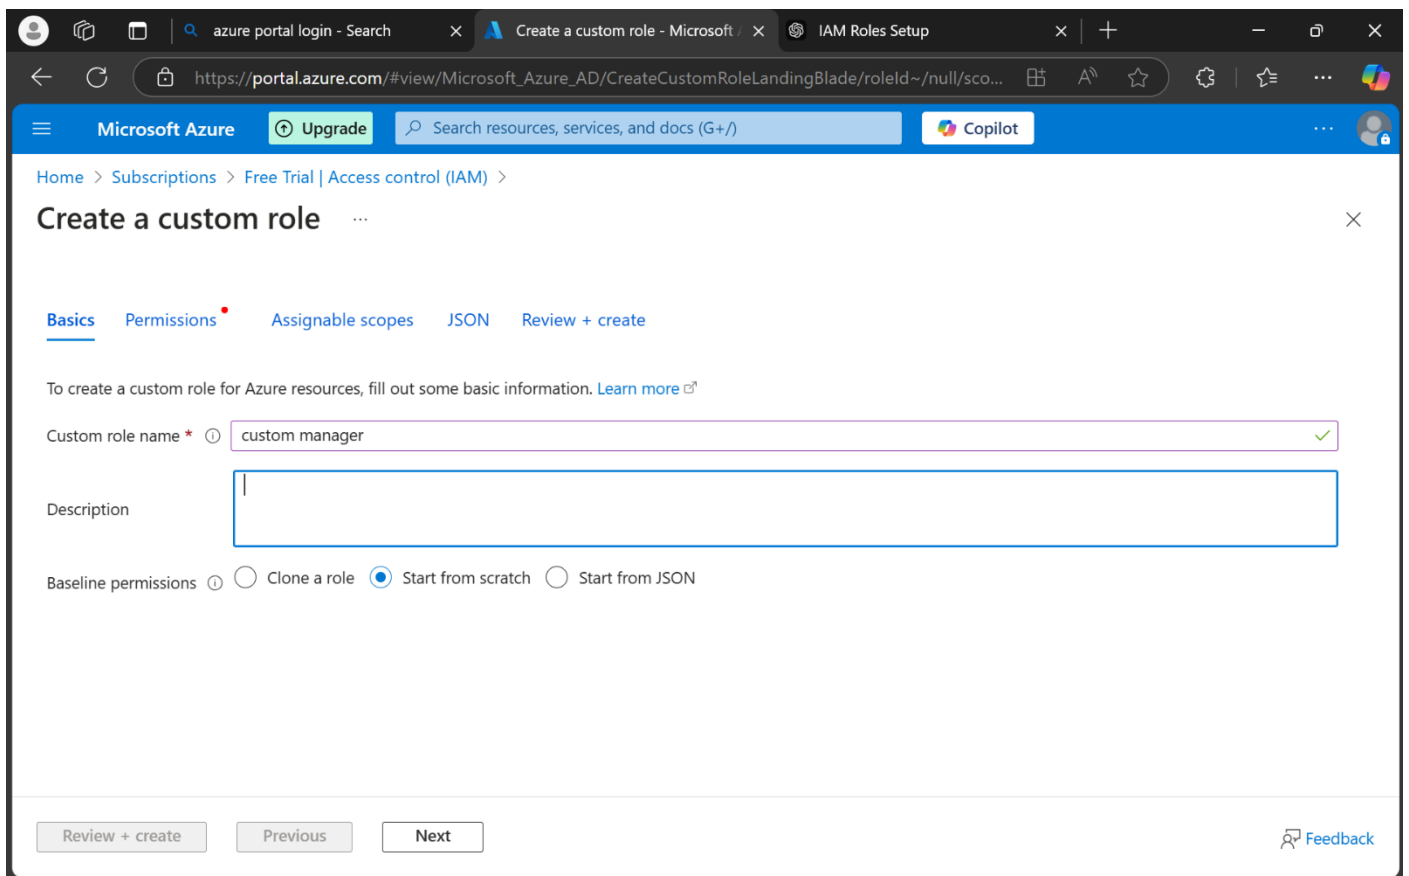 azure portal login - Search
Create a custom role - Microsoft
IAM Roles Setup
https://portal.azure.com/#view/Microsoft_Azure_AD/CreateCustomRoleLandingBlade/roleId~/null/sco...
Microsoft Azure
Upgrade
Search resources, services, and docs (G+/)
Copilot
Home > Subscriptions > Free Trial | Access control (IAM) >
Create a custom role ...
Basics Permissions Assignable scopes JSON Review + create
To create a custom role for Azure resources, fill out some basic information. Learn more
Custom role name * custom manager
Description
Baseline permissions Clone a role Start from scratch Start from JSON
Review + create Previous Next Feedback